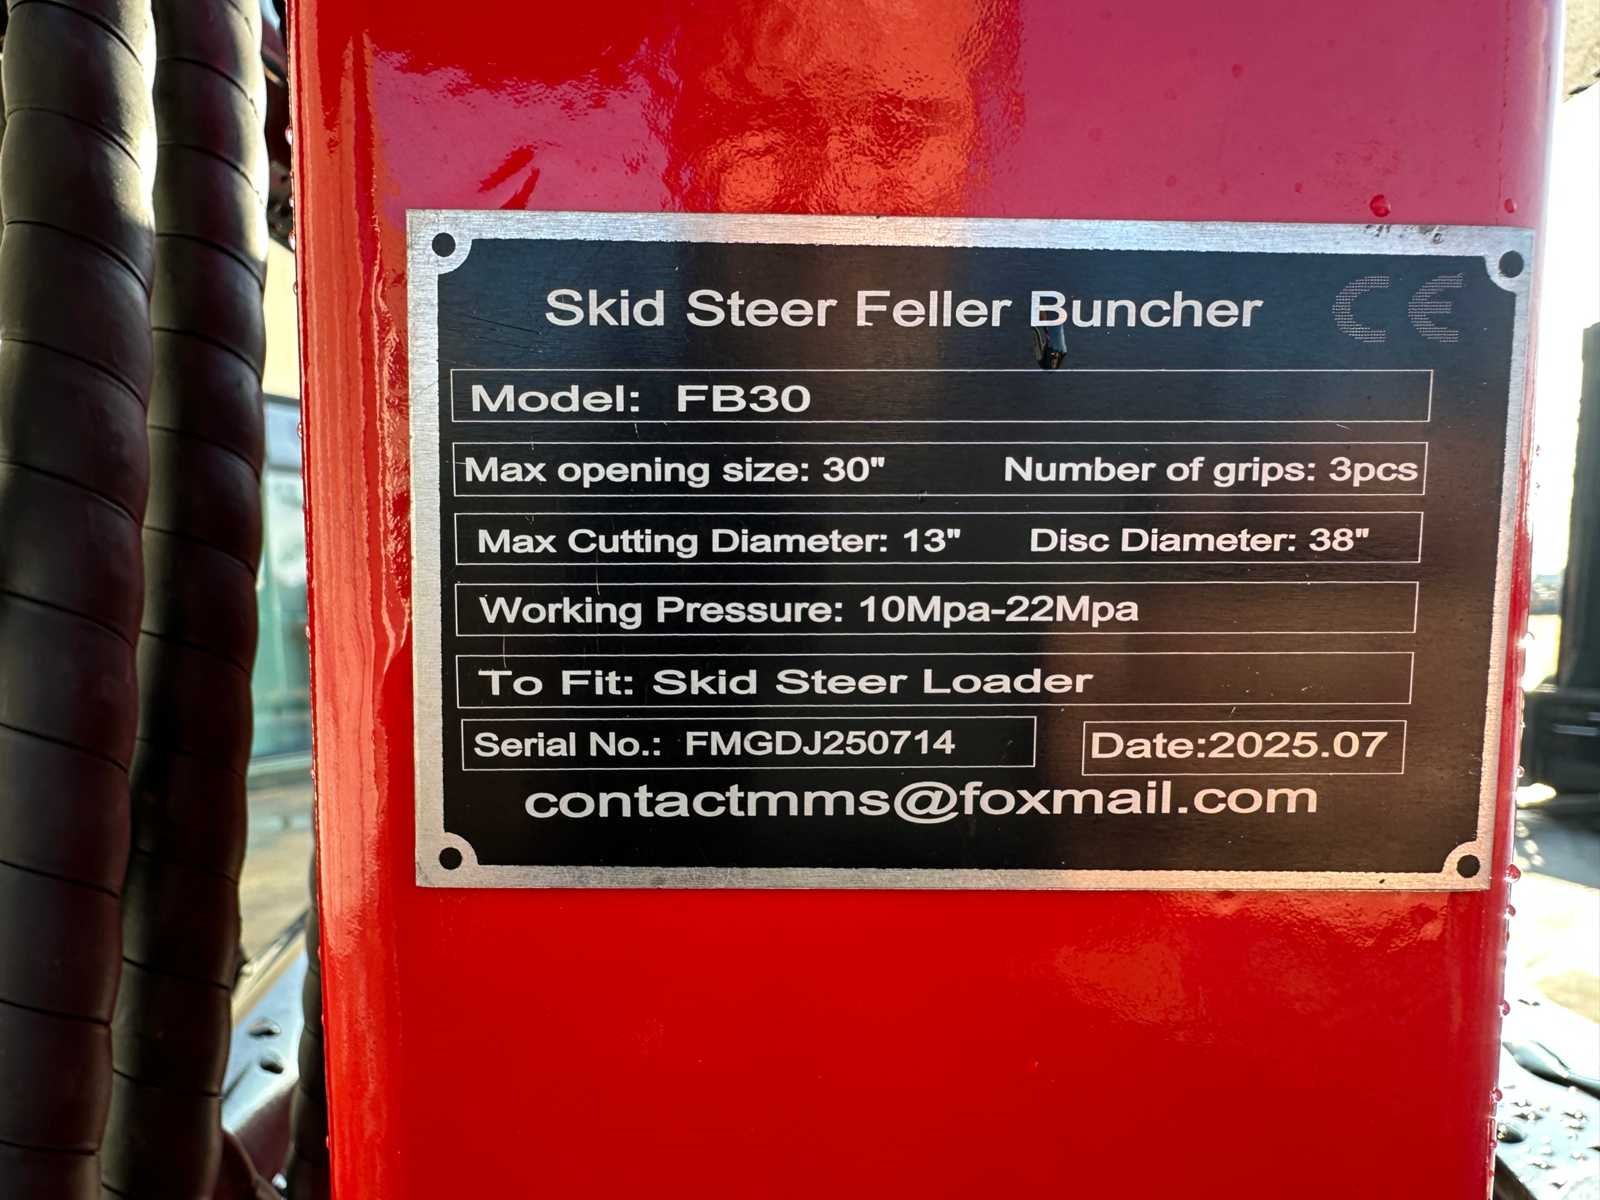 Skid Steer Feller Buncher CE
Model: FB30
Max opening size: 30" Number of grips: 3pcs
Max Cutting Diameter: 13" Disc Diameter: 38"
Working Pressure: 10Mpa-22Mpa
To Fit: Skid Steer Loader
Serial No.: FMGDJ250714 Date:2025.07
contactmms@foxmail.com